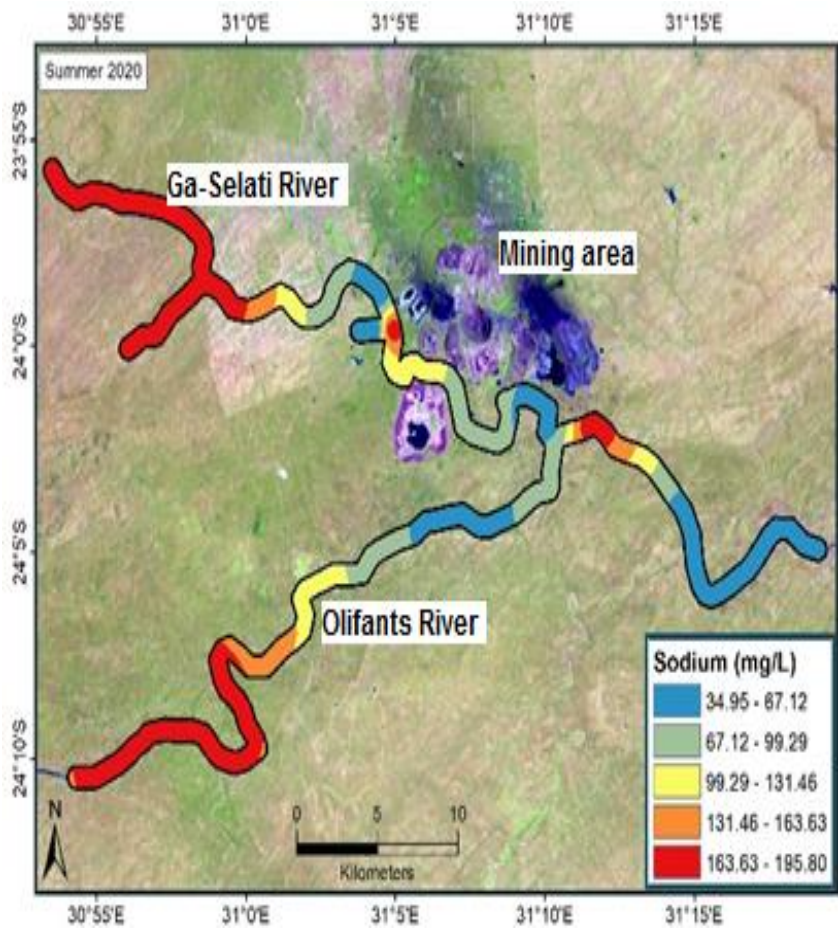 30°55'E 31°0'E 31°5'E 31°10'E 31°15'E
Summer 2020
23°55'S
Ga-Selati River
Mining area
24°0'S
24°5'S
Olifants River
24°10'S
Sodium (mg/L)
34.95 - 67.12
67.12 - 99.29
99.29 - 131.46
131.46 - 163.63
163.63 - 195.80
N
0 5 10
Kilometers
30°55'E 31°0'E 31°5'E 31°10'E 31°15'E